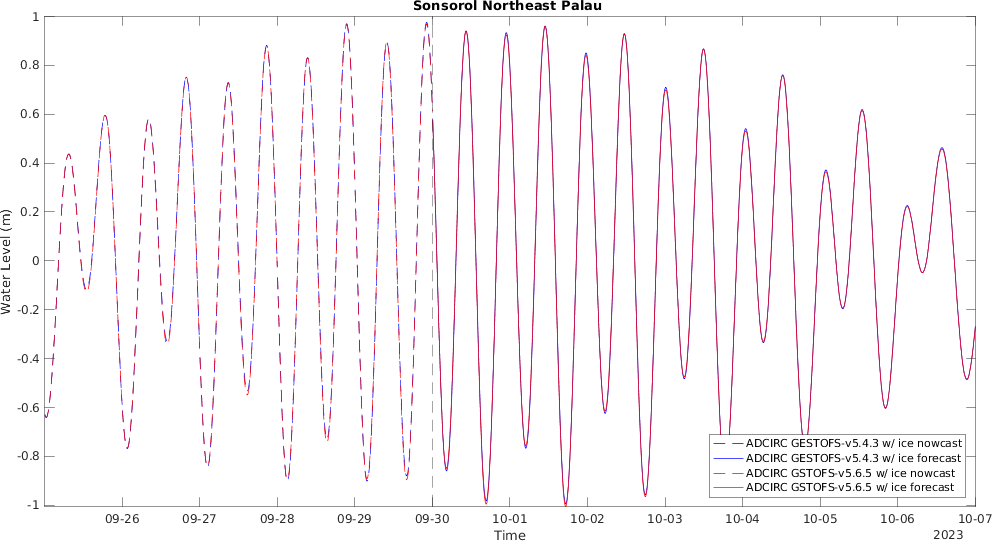 Sonsorol Northeast Palau
1
0.8
0.6
0.4
0.2
0
-0.2
-0.4
-0.6
-0.8
-1
Water Level (m)
09-26 09-27 09-28 09-29 09-30 10-01 10-02 10-03 10-04 10-05 10-06 10-07
Time
2023
ADCIRC GESTOFS-v5.4.3 w/ ice nowcast
ADCIRC GESTOFS-v5.4.3 w/ ice forecast
ADCIRC GSTOFS-v5.6.5 w/ ice nowcast
ADCIRC GSTOFS-v5.6.5 w/ ice forecast